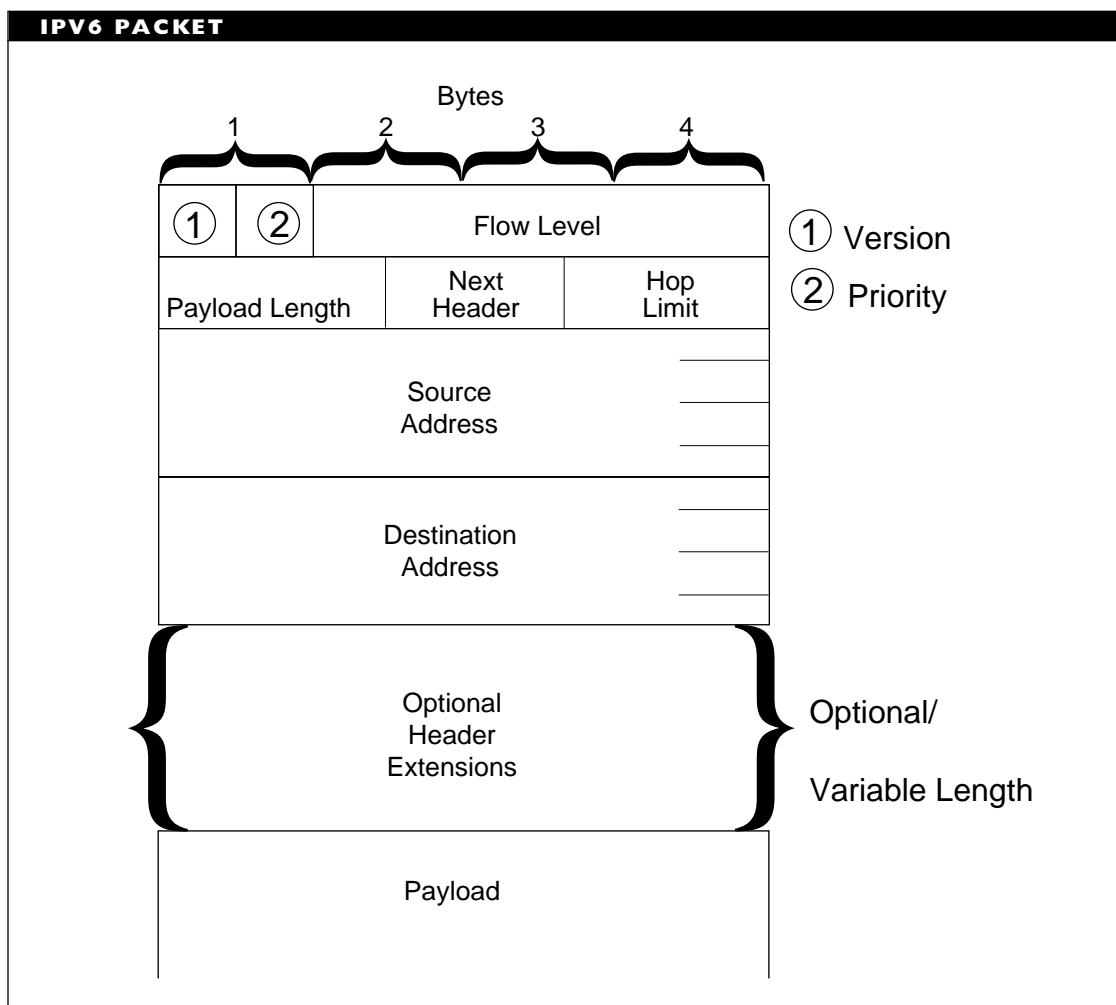 IPV6 PACKET
Bytes
1 2 3 4
1 2 Flow Level
1 Version
Payload Length
Next
Header
Hop
Limit
2 Priority
Source
Address
Destination
Address
Optional
Header
Extensions
Optional/
Variable Length
Payload